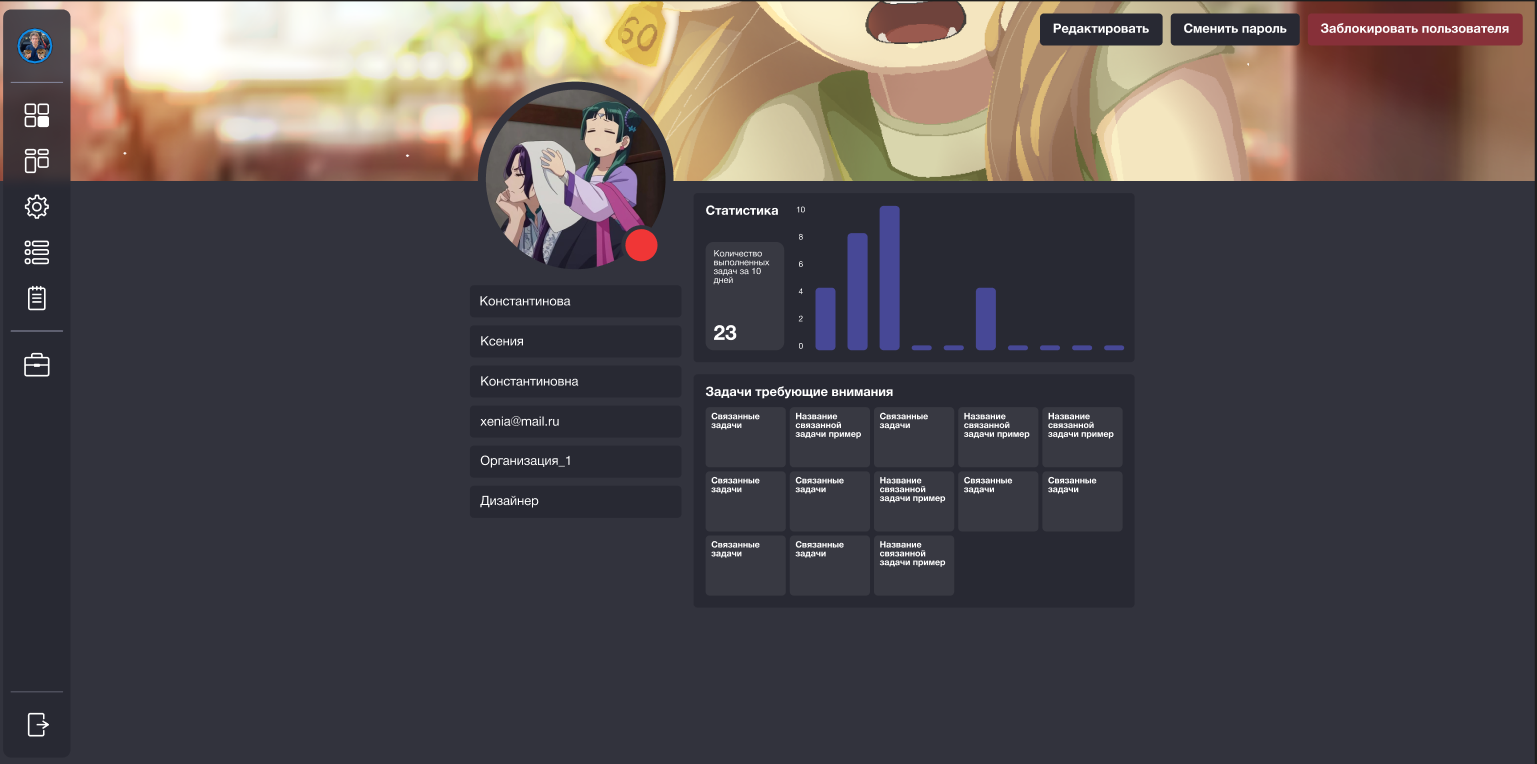 60
Редактировать
Сменить пароль
Заблокировать пользователя
Константинова
Ксения
Константиновна
xenia@mail.ru
Организация_1
Дизайнер
Статистика
Количество
выполненных
задач за 10
дней
23
10
8
6
4
2
0
Задачи требующие внимания
Связанные
задачи
Название
связанной
задачи пример
Связанные
задачи
Название
связанной
задачи пример
Название
связанной
задачи пример
Связанные
задачи
Связанные
задачи
Название
связанной
задачи пример
Связанные
задачи
Связанные
задачи
Связанные
задачи
Связанные
задачи
Название
связанной
задачи пример